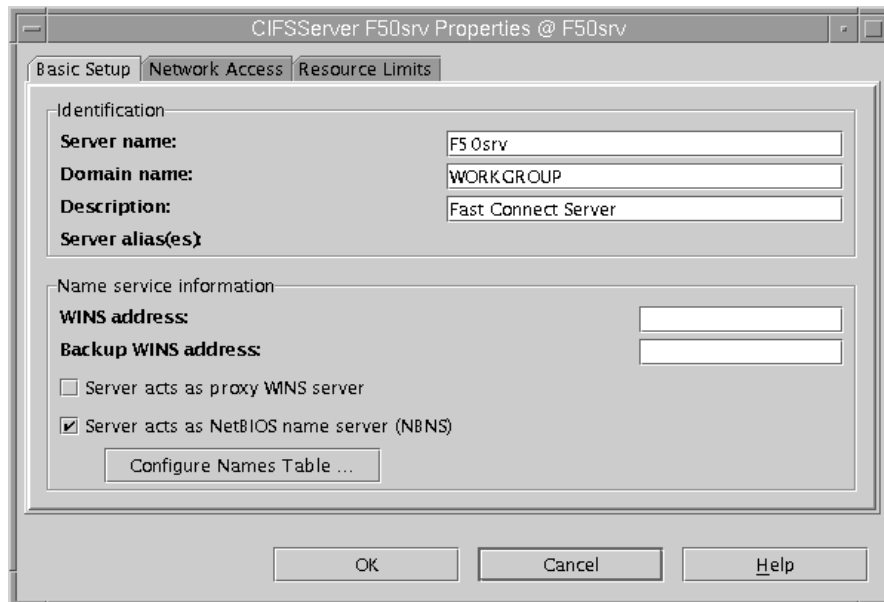 CIFSServer F50srv Properties @ F50srv
Basic Setup Network Access Resource Limits
Identification
Server name: F50srv
Domain name: WORKGROUP
Description: Fast Connect Server
Server alias(es):
Name service information
WINS address:
Backup WINS address:
Server acts as proxy WINS server
Server acts as NetBIOS name server (NBNS)
Configure Names Table ...
OK Cancel Help